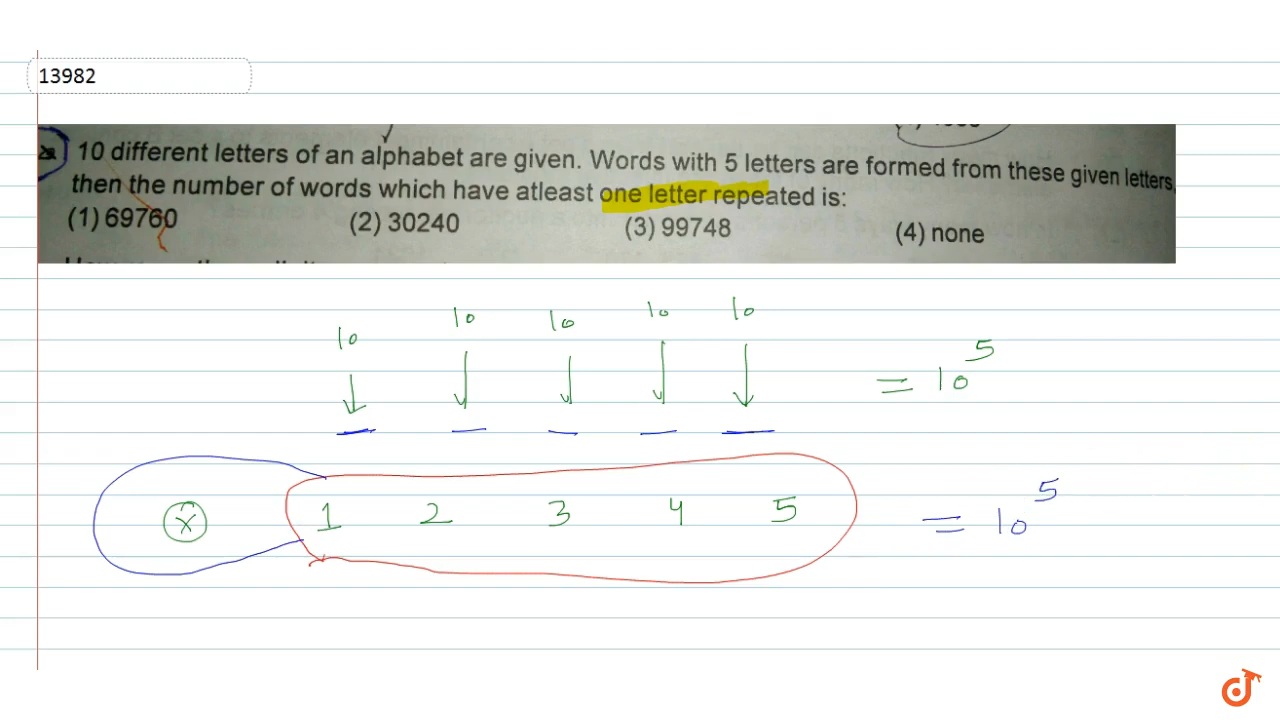 13982
10 different letters of an alphabet are given. Words with 5 letters are formed from these given letters,
then the number of words which have atleast one letter repeated is:
(1) 69760 (2) 30240 (3) 99748 (4) none
10 10 10 10 10
= 10^5
x 1 2 3 4 5 = 10^5